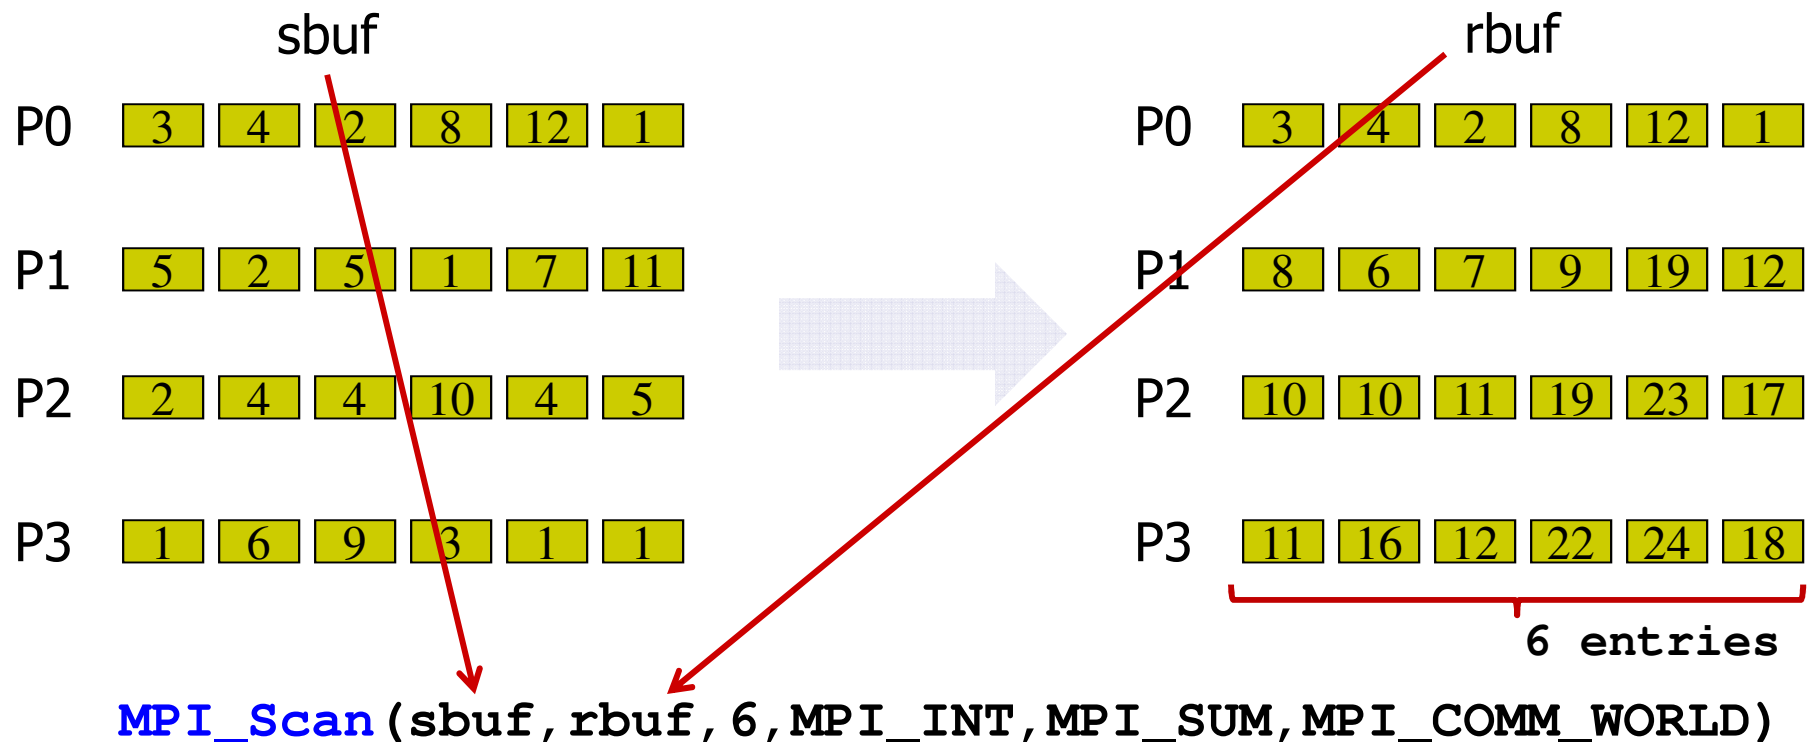 sbuf rbuf
P0 3 4 2 8 12 1 P0 3 4 2 8 12 1
P1 5 2 5 1 7 11 P1 8 6 7 9 19 12
P2 2 4 4 10 4 5 P2 10 10 11 19 23 17
P3 1 6 9 3 1 1 P3 11 16 12 22 24 18
6 entries
MPI_Scan(sbuf,rbuf,6,MPI_INT,MPI_SUM,MPI_COMM_WORLD)